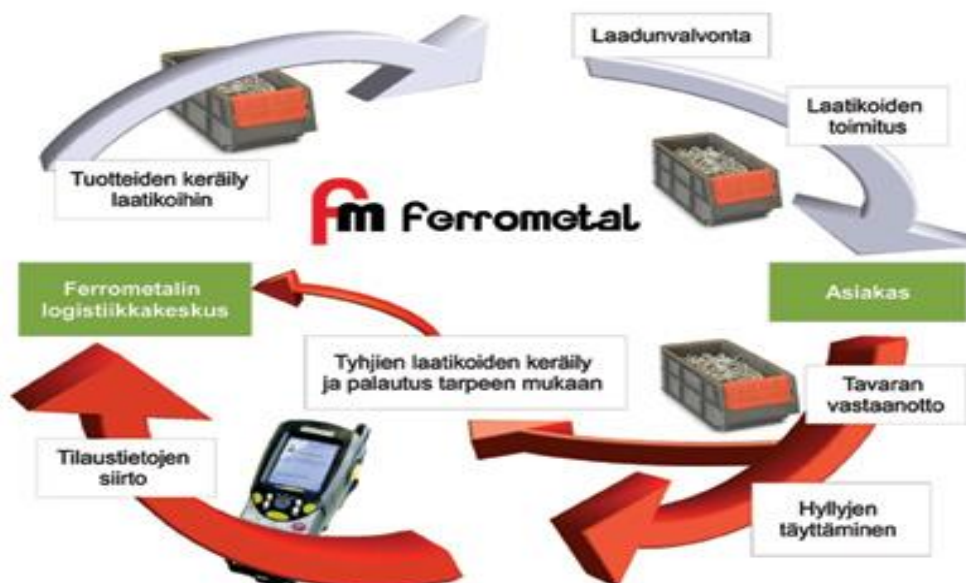 Laadunvalvonta
Laatikoiden
toimitus
Tuotteiden keräily
laatikoihin
fm Ferrometal
Ferrometalin
logistiikkakeskus
Asiakas
Tyhjien laatikoiden keräily
ja palautus tarpeen mukaan
Tavaran
vastaanotto
Tilaustietojen
siirto
Hyllyjen
täyttäminen